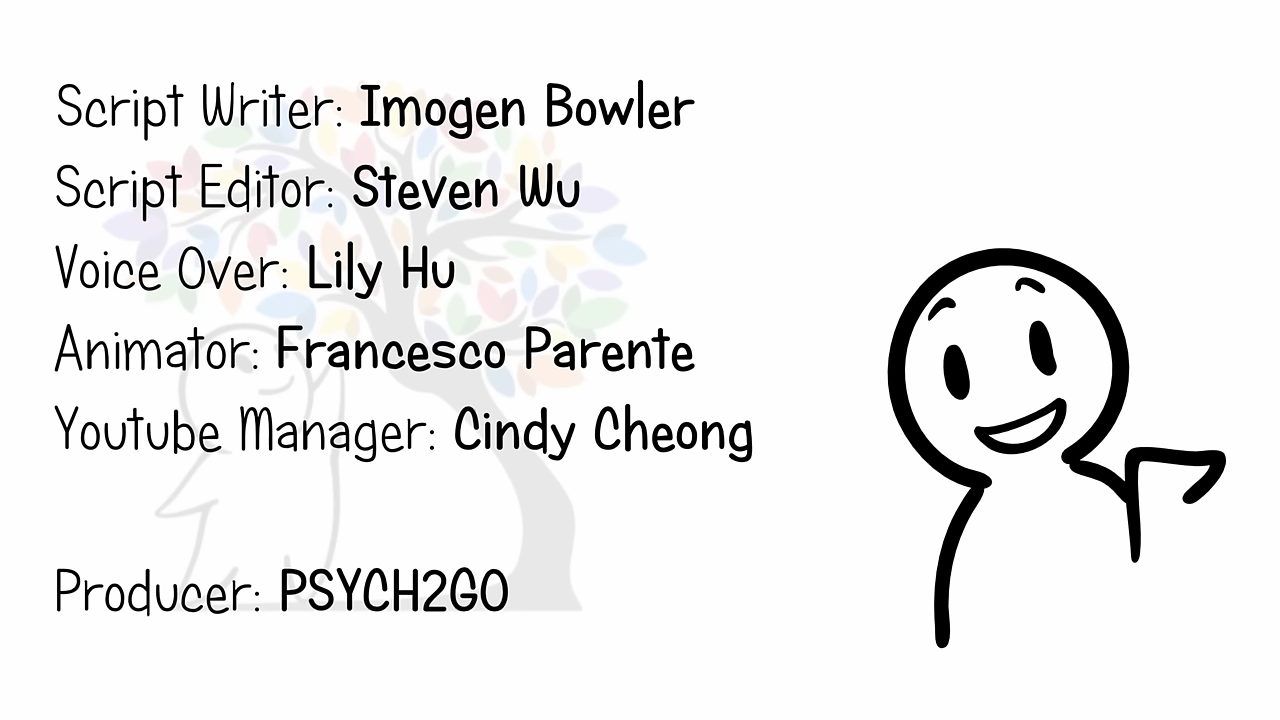 Script Writer: Imogen Bowler
Script Editor: Steven Wu
Voice Over: Lily Hu
Animator: Francesco Parente
Youtube Manager: Cindy Cheong
Producer: PSYCH2GO